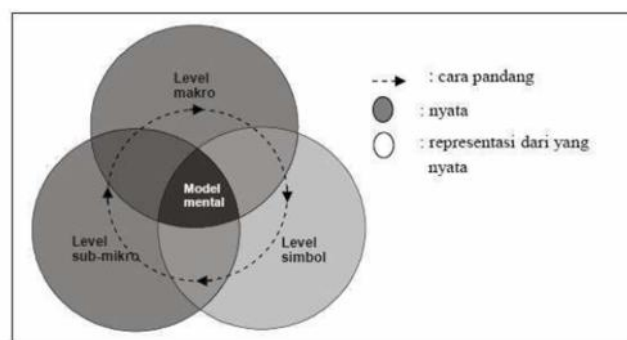 Level
makro
Model
mental
Level
sub-mikro
Level
simbol
: cara pandang
: nyata
: representasi dari yang
nyata